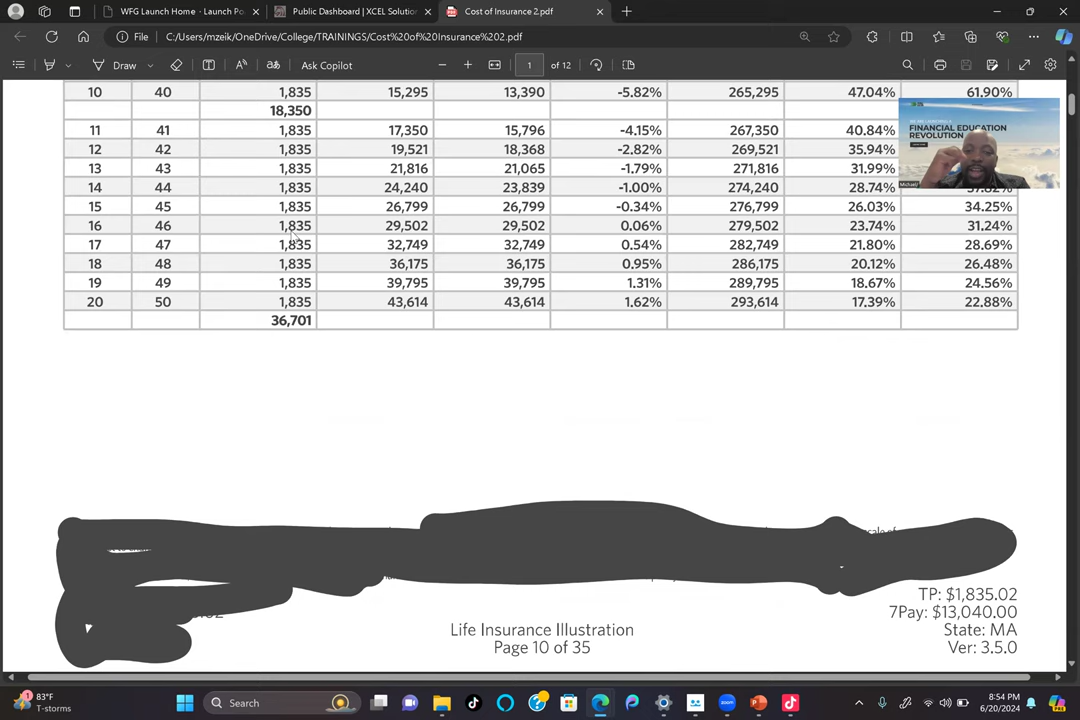 WFG Launch Home - Launch Po
Public Dashboard | XCEL Solution
Cost of Insurance 2.pdf
File
C:/Users/mzeik/OneDrive/College/TRAININGS/Cost%20of%20Insurance%202.pdf
Draw
Ask Copilot
1 of 12
10 40 1,835 15,295 13,390 -5.82% 265,295 47.04% 61.90%
18,350
11 41 1,835 17,350 15,796 -4.15% 267,350 40.84%
12 42 1,835 19,521 18,368 -2.82% 269,521 35.94%
13 43 1,835 21,816 21,065 -1.79% 271,816 31.99%
14 44 1,835 24,240 23,839 -1.00% 274,240 28.74% 37.82%
15 45 1,835 26,799 26,799 -0.34% 276,799 26.03% 34.25%
16 46 1,835 29,502 29,502 0.06% 279,502 23.74% 31.24%
17 47 1,835 32,749 32,749 0.54% 282,749 21.80% 28.69%
18 48 1,835 36,175 36,175 0.95% 286,175 20.12% 26.48%
19 49 1,835 39,795 39,795 1.31% 289,795 18.67% 24.56%
20 50 1,835 43,614 43,614 1.62% 293,614 17.39% 22.88%
36,701
FINANCIAL EDUCATION
REVOLUTION
Michael
TP: $1,835.02
7Pay: $13,040.00
State: MA
Ver: 3.5.0
Life Insurance Illustration
Page 10 of 35
83°F
T-storms
Search
8:54 PM
6/20/2024